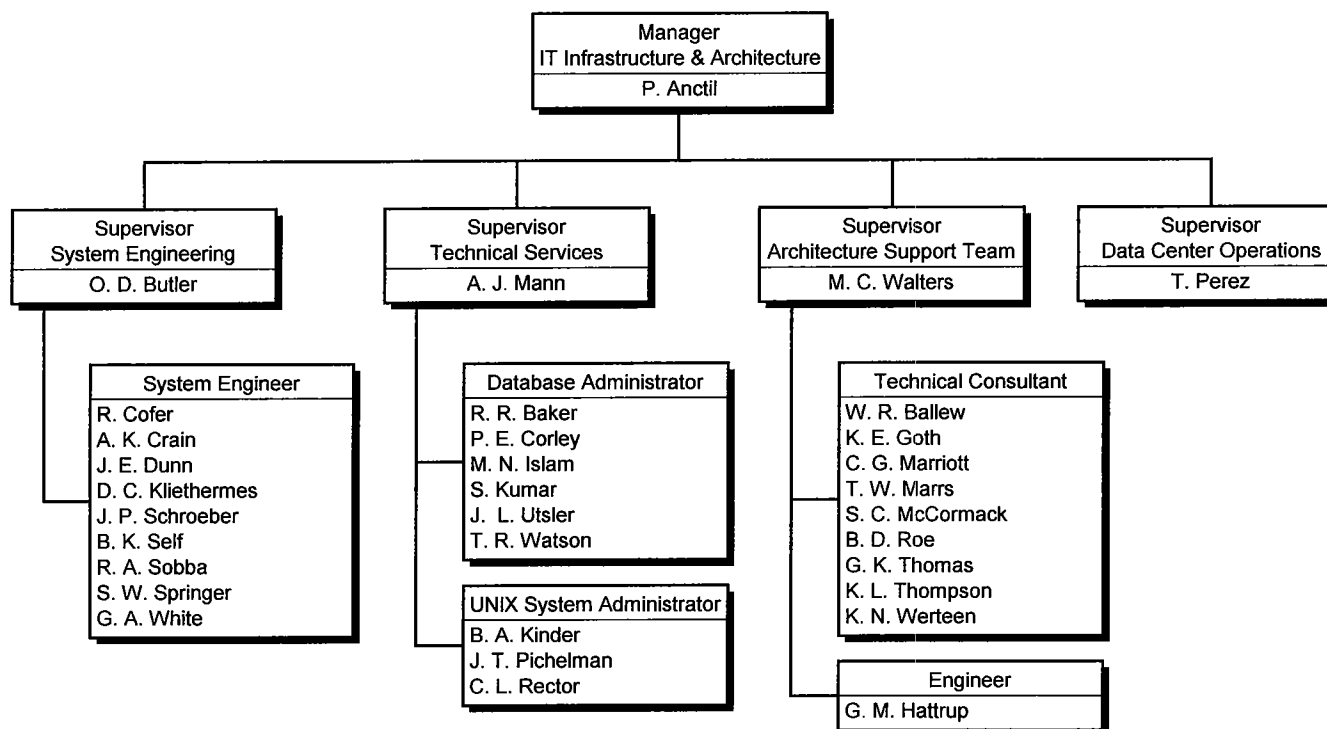 Manager
IT Infrastructure & Architecture
P. Anctil
Supervisor
System Engineering
O. D. Butler
System Engineer
R. Cofer
A. K. Crain
J. E. Dunn
D. C. Kliethermes
J. P. Schroeber
B. K. Self
R. A. Sobba
S. W. Springer
G. A. White
Supervisor
Technical Services
A. J. Mann
Database Administrator
R. R. Baker
P. E. Corley
M. N. Islam
S. Kumar
J. L. Utsler
T. R. Watson
UNIX System Administrator
B. A. Kinder
J. T. Pichelman
C. L. Rector
Supervisor
Architecture Support Team
M. C. Walters
Technical Consultant
W. R. Ballew
K. E. Goth
C. G. Marriott
T. W. Marrs
S. C. McCormack
B. D. Roe
G. K. Thomas
K. L. Thompson
K. N. Werteen
Engineer
G. M. Hattrup
Supervisor
Data Center Operations
T. Perez